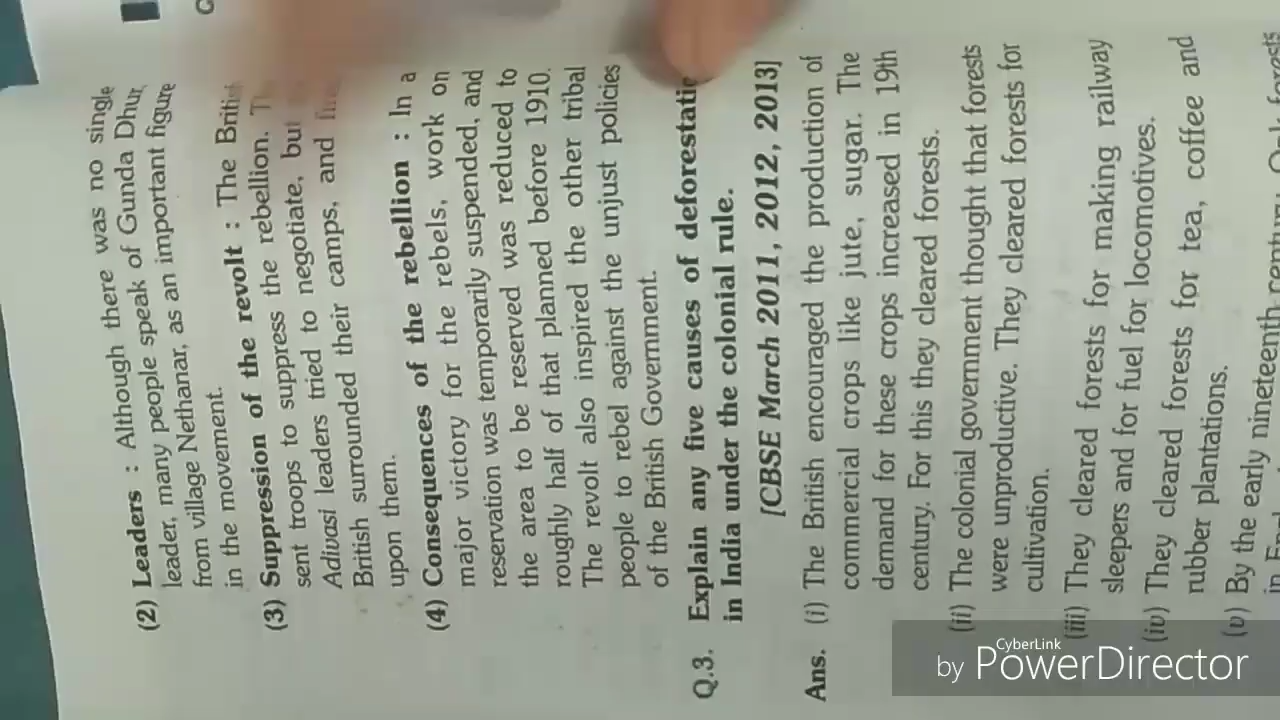 (2) Leaders : Although there was no single
leader, many people speak of Gunda Dhur,
from village Nethanar, as an important figure
in the movement.
(3) Suppression of the revolt : The British
sent troops to suppress the rebellion.
Adivasi leaders tried to negotiate, but
British surrounded their camps, and
upon them.
(4) Consequences of the rebellion : In a
major victory for the rebels, work on
reservation was temporarily suspended, and
the area to be reserved was reduced to
roughly half of that planned before 1910.
The revolt also inspired the other tribal
people to rebel against the unjust policies
of the British Government.
Q.3. Explain any five causes of
in India under the colonial rule.
[CBSE March 2011, 2012, 2013]
Ans. (i) The British encouraged the production of
commercial crops like jute, sugar. The
demand for these crops increased in 19th
century. For this they cleared forests.
(ii) The colonial government thought that forests
were unproductive. They cleared forests for
cultivation.
(iii) They cleared forests for making railway
sleepers and for fuel for locomotives.
(iv) They cleared forests for tea, coffee and
rubber plantations.
(v) By the early nineteenth century,
by CyberLink PowerDirector